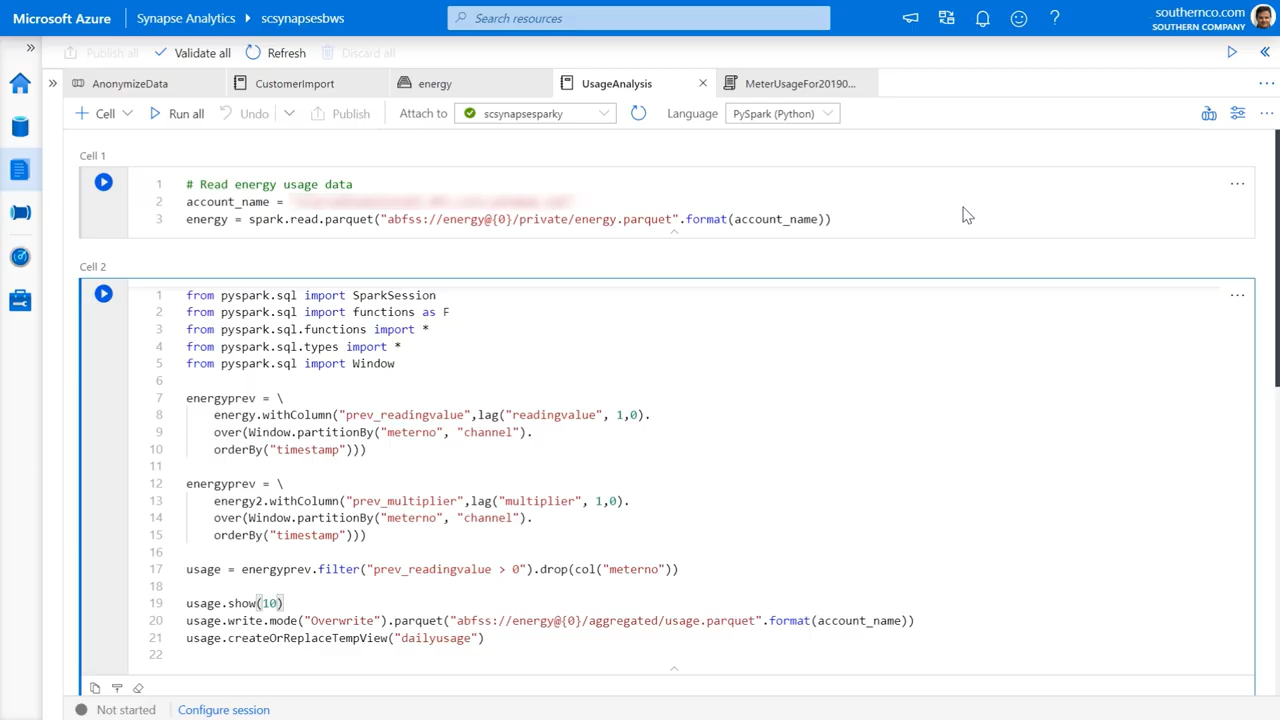 Microsoft Azure
Synapse Analytics
scsynapsesbws
Search resources
southernco.com
SOUTHERN COMPANY
Publish all
Validate all
Refresh
Discard all
AnonymizeData
CustomerImport
energy
UsageAnalysis
MeterUsageFor20190...
Cell
Run all
Undo
Publish
Attach to
scsynapsesparky
Language
PySpark (Python)
Cell 1
1 # Read energy usage data
2 account_name =
3 energy = spark.read.parquet("abfss://energy@{0}/private/energy.parquet".format(account_name))
Cell 2
1 from pyspark.sql import SparkSession
2 from pyspark.sql import functions as F
3 from pyspark.sql.functions import *
4 from pyspark.sql.types import *
5 from pyspark.sql import Window
6
7 energyprev = \
8 energy.withColumn("prev_readingvalue",lag("readingvalue", 1,0).
9 over(Window.partitionBy("meterno", "channel").
10 orderBy("timestamp")))
11
12 energyprev = \
13 energy2.withColumn("prev_multiplier",lag("multiplier", 1,0).
14 over(Window.partitionBy("meterno", "channel").
15 orderBy("timestamp")))
16
17 usage = energyprev.filter("prev_readingvalue > 0").drop(col("meterno"))
18
19 usage.show(10)
20 usage.write.mode("Overwrite").parquet("abfss://energy@{0}/aggregated/usage.parquet".format(account_name))
21 usage.createOrReplaceTempView("dailyusage")
22
Not started
Configure session